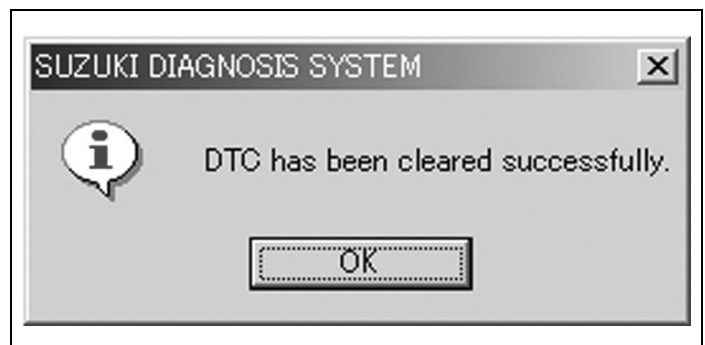 SUZUKI DIAGNOSIS SYSTEM
DTC has been cleared successfully.
OK